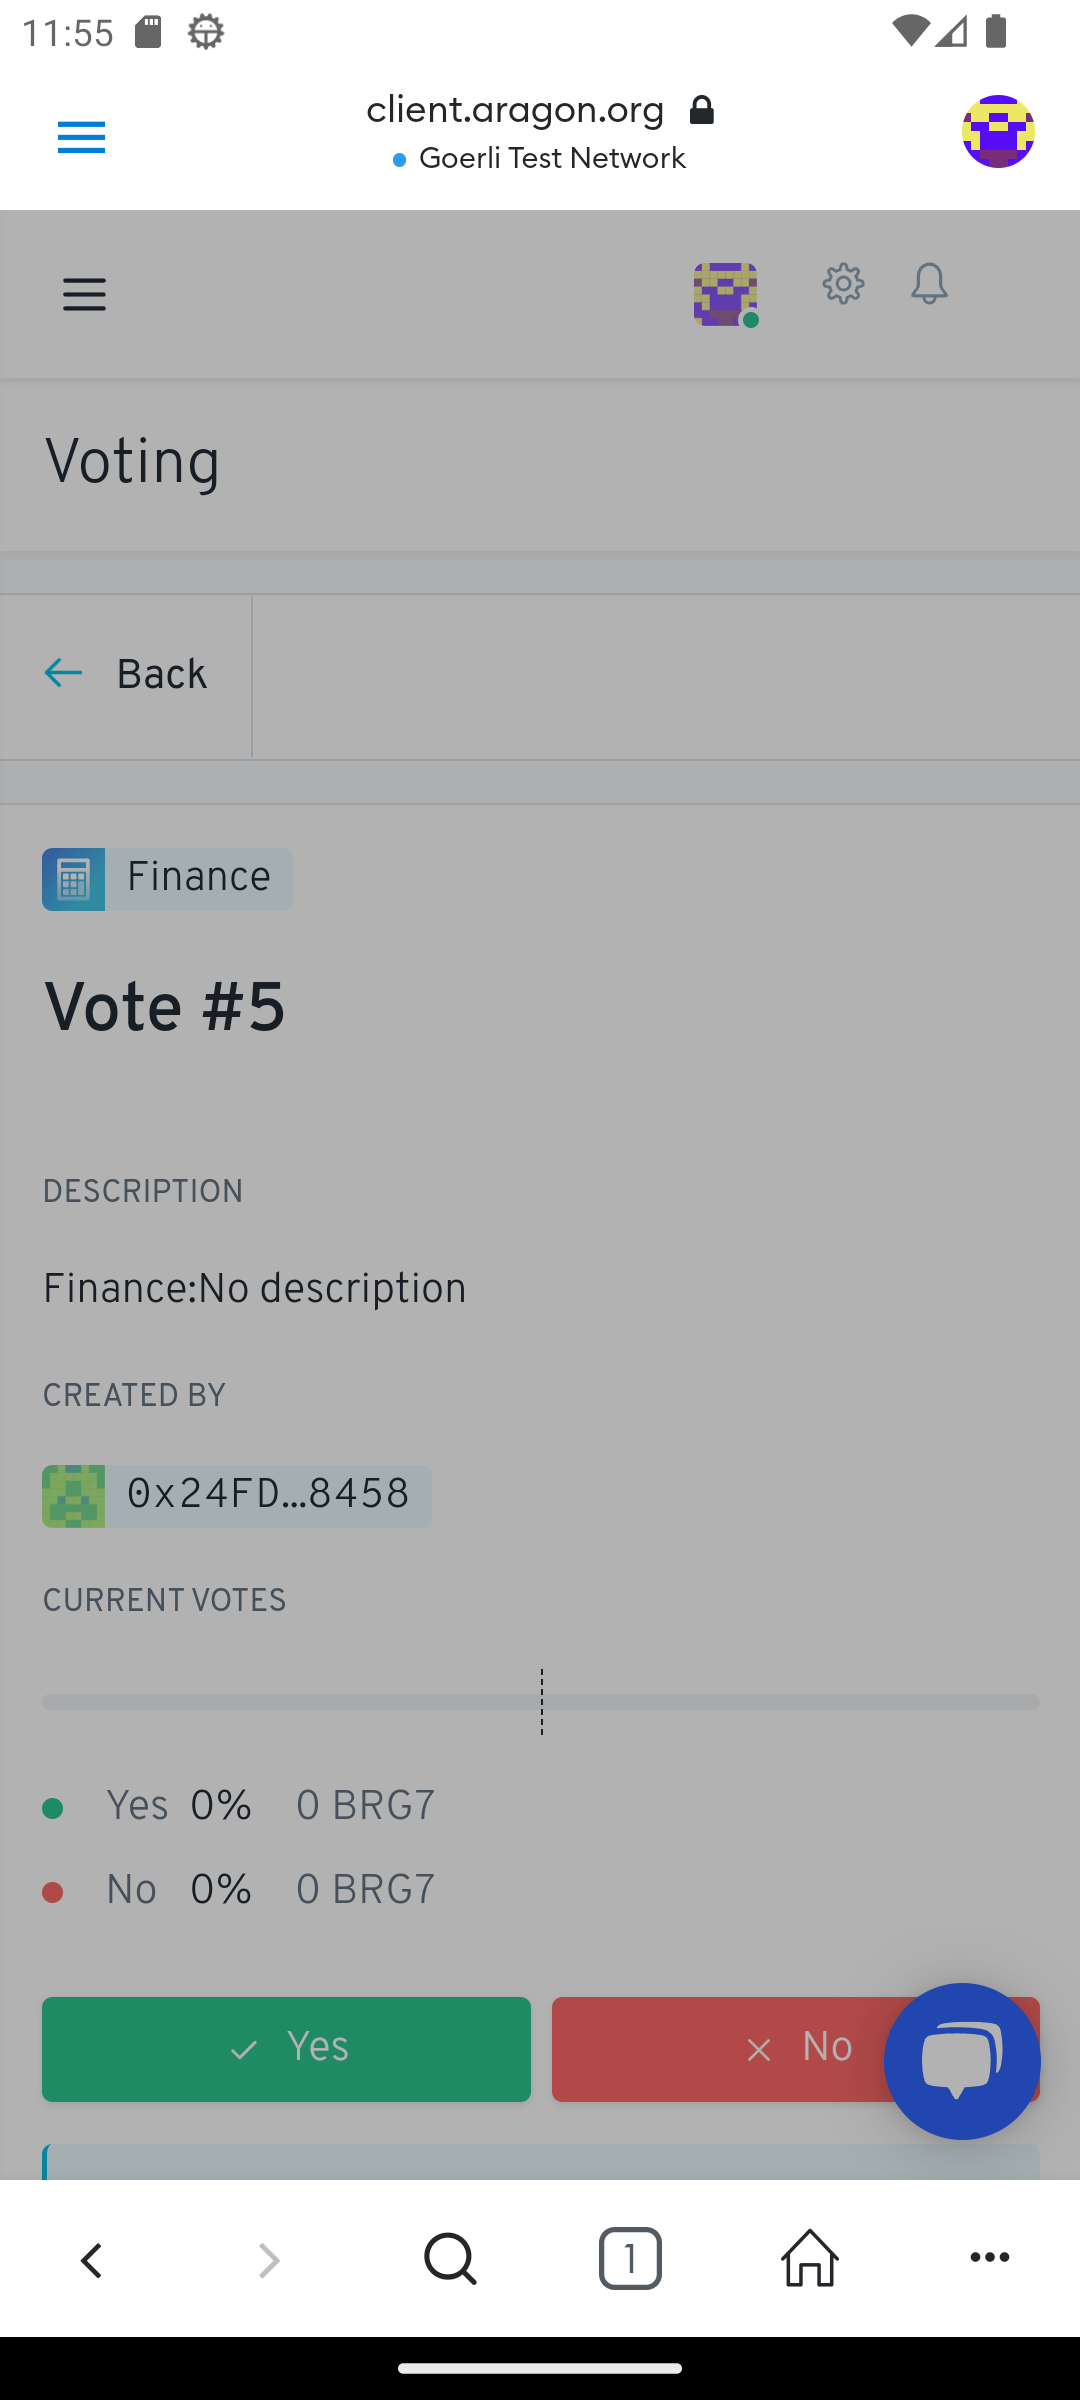 11:55
client.aragon.org
Goerli Test Network
Voting
Back
Finance
Vote #5
DESCRIPTION
Finance:No description
CREATED BY
0x24FD…8458
CURRENT VOTES
Yes 0% 0 BRG7
No 0% 0 BRG7
Yes
No
1